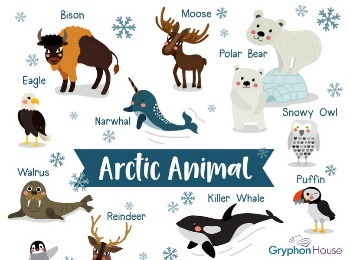 Bison
Moose
Polar Bear
Eagle
Narwhal
Snowy Owl
Arctic Animal
Walrus
Killer Whale
Puffin
Reindeer
GryphonHouse